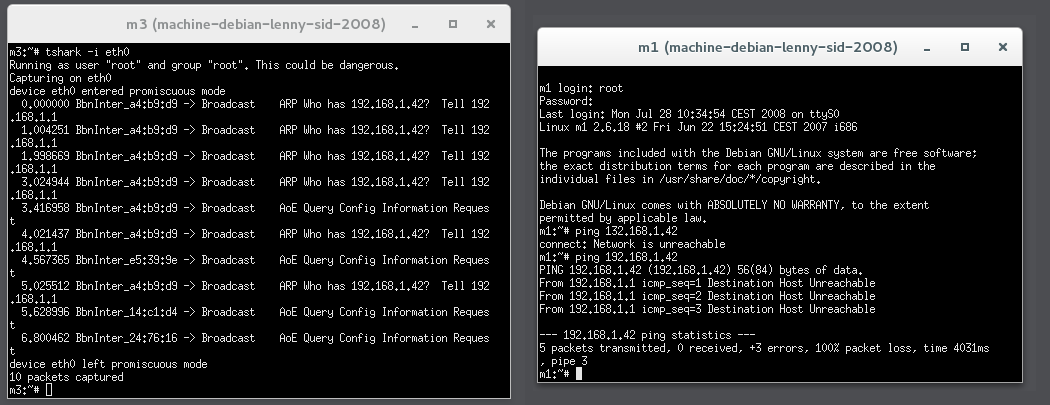 m3 (machine-debian-lenny-sid-2008)
m3:~# tshark -i eth0
Running as user "root" and group "root". This could be dangerous.
Capturing on eth0
device eth0 entered promiscuous mode
0.000000 BbnInter_a4:b9:d9 -> Broadcast    ARP Who has 192.168.1.42?  Tell 192
.168.1.1
1.004251 BbnInter_a4:b9:d9 -> Broadcast    ARP Who has 192.168.1.42?  Tell 192
.168.1.1
1.998669 BbnInter_a4:b9:d9 -> Broadcast    ARP Who has 192.168.1.42?  Tell 192
.168.1.1
3.024944 BbnInter_a4:b9:d9 -> Broadcast    ARP Who has 192.168.1.42?  Tell 192
.168.1.1
3.416958 BbnInter_a4:b9:d9 -> Broadcast    AoE Query Config Information Reques
t
4.021437 BbnInter_a4:b9:d9 -> Broadcast    ARP Who has 192.168.1.42?  Tell 192
.168.1.1
4.567365 BbnInter_e5:39:9e -> Broadcast    AoE Query Config Information Reques
t
5.025512 BbnInter_a4:b9:d9 -> Broadcast    ARP Who has 192.168.1.42?  Tell 192
.168.1.1
5.628996 BbnInter_14:c1:d4 -> Broadcast    AoE Query Config Information Reques
t
6.800462 BbnInter_24:76:16 -> Broadcast    AoE Query Config Information Reques
t
device eth0 left promiscuous mode
10 packets captured
m3:~#
m1 (machine-debian-lenny-sid-2008)
m1 login: root
Password:
Last login: Mon Jul 28 10:34:54 CEST 2008 on ttyS0
Linux m1 2.6.18 #2 Fri Jun 22 15:24:51 CEST 2007 i686
The programs included with the Debian GNU/Linux system are free software;
the exact distribution terms for each program are described in the
individual files in /usr/share/doc/*/copyright.
Debian GNU/Linux comes with ABSOLUTELY NO WARRANTY, to the extent
permitted by applicable law.
m1:~# ping 132.168.1.42
connect: Network is unreachable
m1:~# ping 192.168.1.42
PING 192.168.1.42 (192.168.1.42) 56(84) bytes of data.
From 192.168.1.1 icmp_seq=1 Destination Host Unreachable
From 192.168.1.1 icmp_seq=2 Destination Host Unreachable
From 192.168.1.1 icmp_seq=3 Destination Host Unreachable
--- 192.168.1.42 ping statistics ---
5 packets transmitted, 0 received, +3 errors, 100% packet loss, time 4031ms
, pipe 3
m1:~#